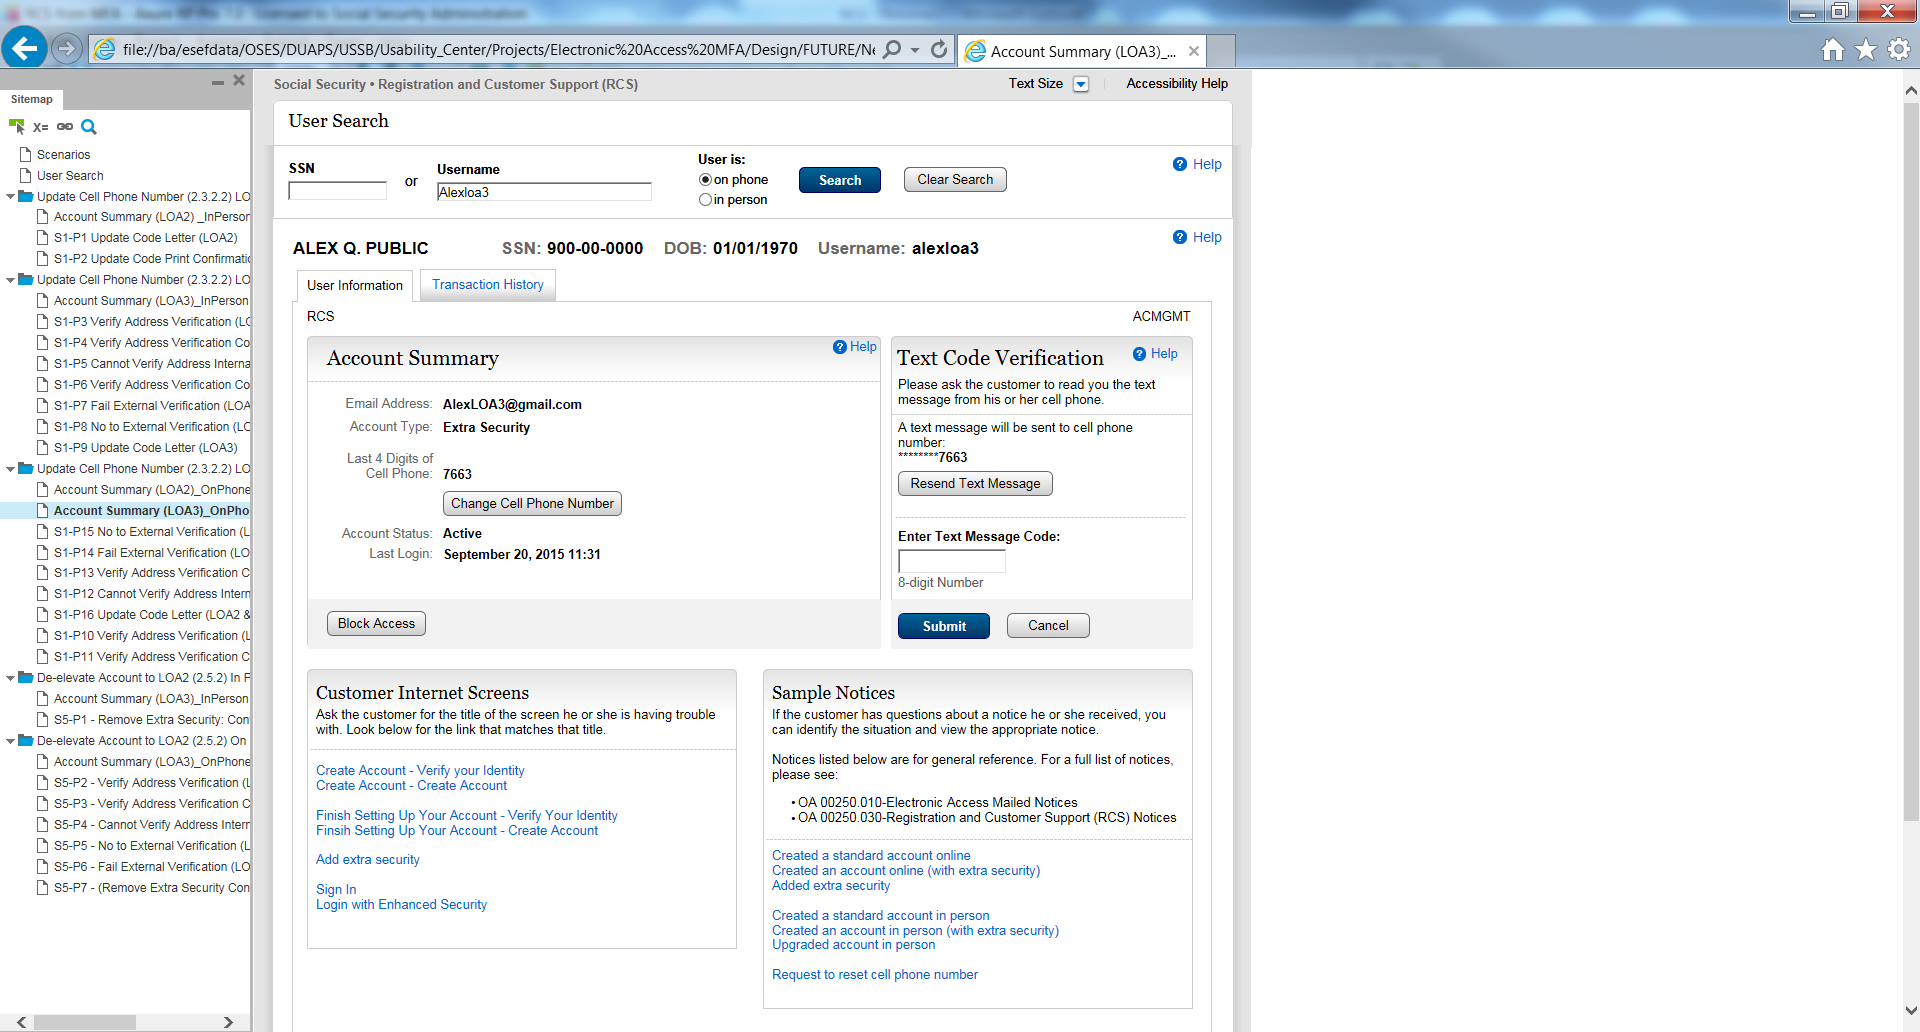 file://ba/esefdata/OSES/DUAPS/USSB/Usability_Center/Projects/Electronic%20Access%20MFA/Design/FUTURE/Ne
Account Summary (LOA3)_...
Sitemap
X=
Scenarios
User Search
Update Cell Phone Number (2.3.2.2) LO
Account Summary (LOA2) _InPerson
S1-P1 Update Code Letter (LOA2)
S1-P2 Update Code Print Confirmatio
Update Cell Phone Number (2.3.2.2) LO
Account Summary (LOA3)_InPerson
S1-P3 Verify Address Verification (LO
S1-P4 Verify Address Verification Co
S1-P5 Cannot Verify Address Interna
S1-P6 Verify Address Verification Co
S1-P7 Fail External Verification (LOA
S1-P8 No to External Verification (LO
S1-P9 Update Code Letter (LOA3)
Update Cell Phone Number (2.3.2.2) LO
Account Summary (LOA2)_OnPhone
Account Summary (LOA3)_OnPho
S1-P15 No to External Verification (L
S1-P14 Fail External Verification (LO
S1-P13 Verify Address Verification C
S1-P12 Cannot Verify Address Intern
S1-P16 Update Code Letter (LOA2 &
S1-P10 Verify Address Verification (L
S1-P11 Verify Address Verification C
De-elevate Account to LOA2 (2.5.2) In P
Account Summary (LOA3)_InPerson
S5-P1 - Remove Extra Security: Con
De-elevate Account to LOA2 (2.5.2) On
Account Summary (LOA3)_OnPhone
S5-P2 - Verify Address Verification (L
S5-P3 - Verify Address Verification C
S5-P4 - Cannot Verify Address Intern
S5-P5 - No to External Verification (L
S5-P6 - Fail External Verification (LO
S5-P7 - (Remove Extra Security Con
Social Security • Registration and Customer Support (RCS)
Text Size
Accessibility Help
User Search
SSN
or
Username
Alexloa3
User is:
on phone
in person
Search
Clear Search
Help
ALEX Q. PUBLIC
SSN: 900-00-0000
DOB: 01/01/1970
Username: alexloa3
Help
User Information
Transaction History
RCS
ACMGMT
Account Summary
Help
Email Address: AlexLOA3@gmail.com
Account Type: Extra Security
Last 4 Digits of
Cell Phone: 7663
Change Cell Phone Number
Account Status: Active
Last Login: September 20, 2015 11:31
Block Access
Text Code Verification
Help
Please ask the customer to read you the text
message from his or her cell phone.
A text message will be sent to cell phone
number:
********7663
Resend Text Message
Enter Text Message Code:
8-digit Number
Submit
Cancel
Customer Internet Screens
Ask the customer for the title of the screen he or she is having trouble
with. Look below for the link that matches that title.
Create Account - Verify your Identity
Create Account - Create Account
Finish Setting Up Your Account - Verify Your Identity
Finsih Setting Up Your Account - Create Account
Add extra security
Sign In
Login with Enhanced Security
Sample Notices
If the customer has questions about a notice he or she received, you
can identify the situation and view the appropriate notice.
Notices listed below are for general reference. For a full list of notices,
please see:
• OA 00250.010-Electronic Access Mailed Notices
• OA 00250.030-Registration and Customer Support (RCS) Notices
Created a standard account online
Created an account online (with extra security)
Added extra security
Created a standard account in person
Created an account in person (with extra security)
Upgraded account in person
Request to reset cell phone number